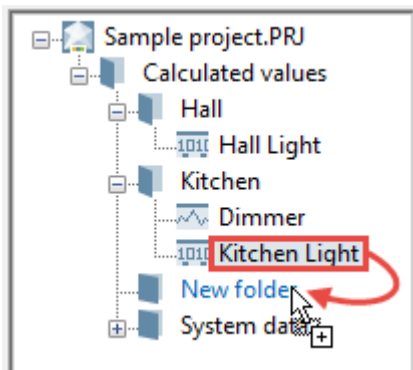 Sample project.PRJ
Calculated values
Hall
Hall Light
Kitchen
Dimmer
Kitchen Light
New folder
System data